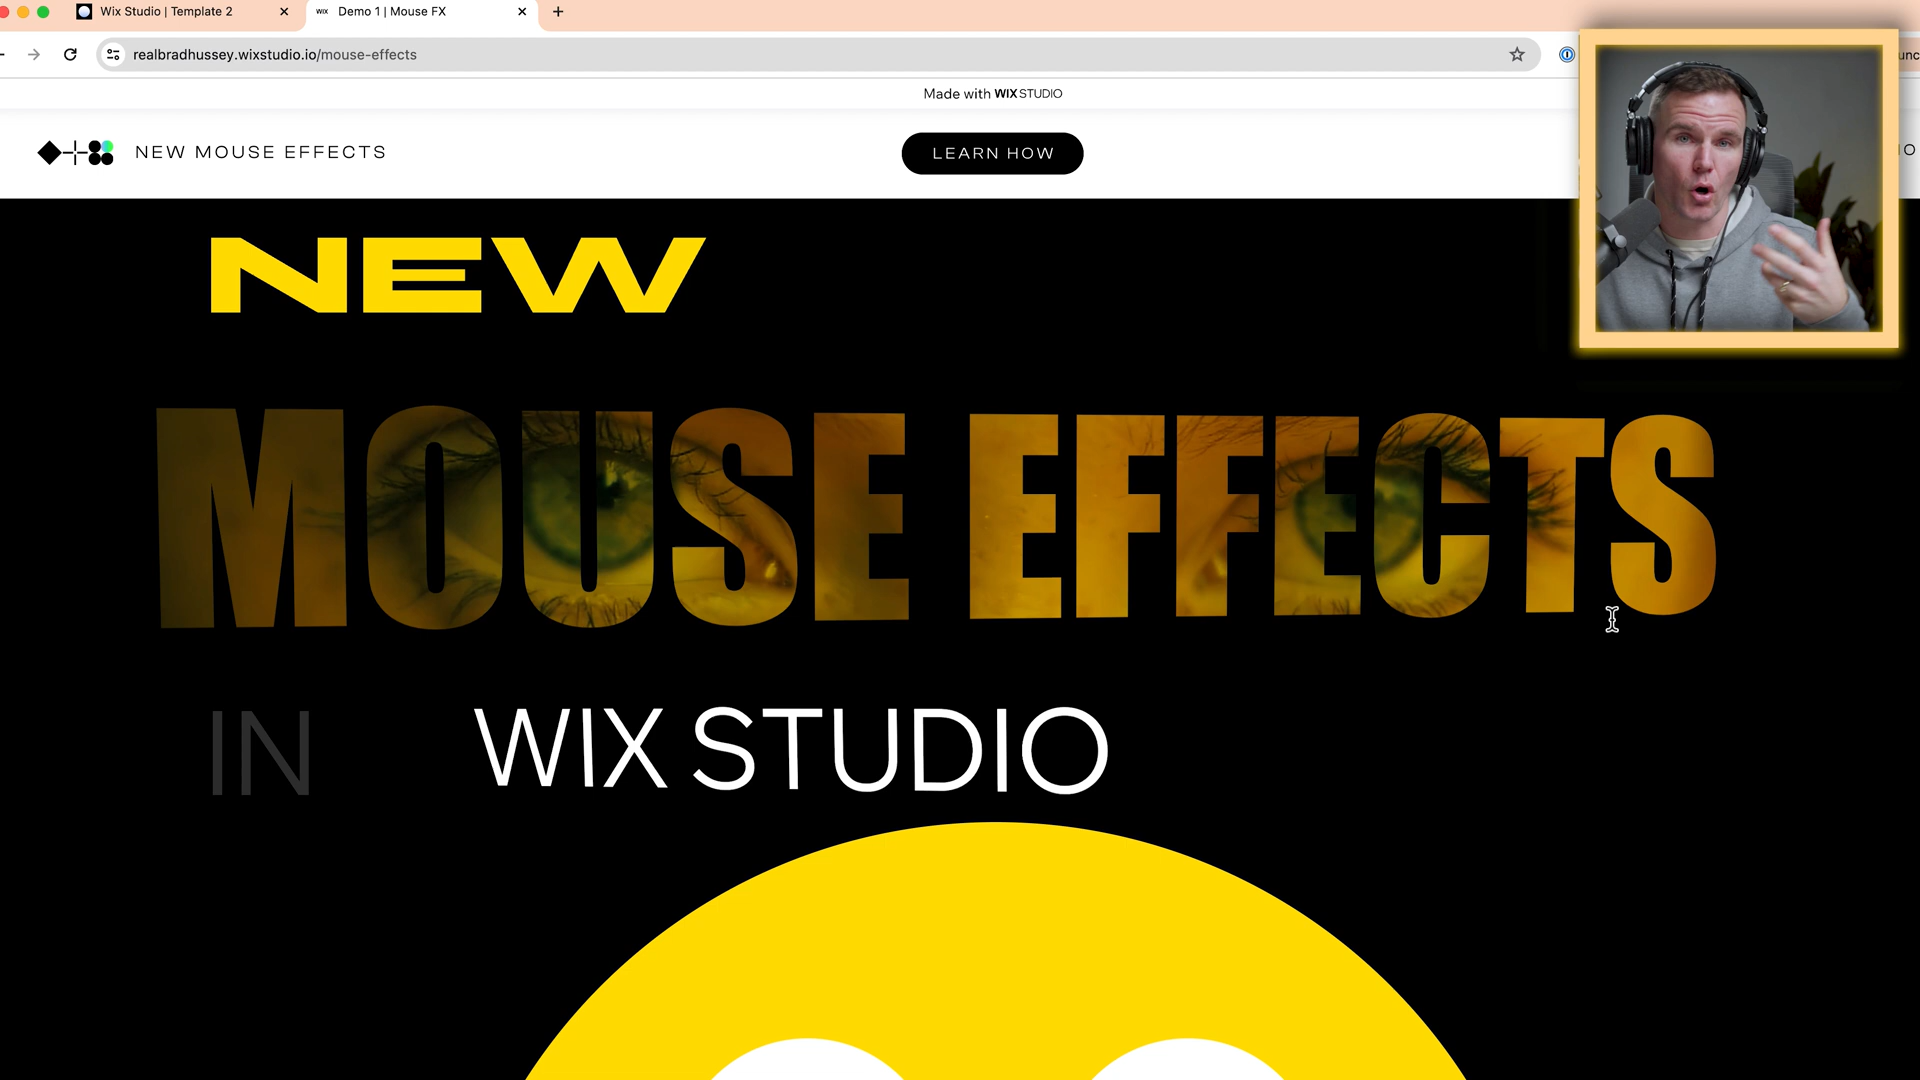 Wix Studio | Template 2
WIX Demo 1 | Mouse FX
realbradhussey.wixstudio.io/mouse-effects
Made with WIX STUDIO
NEW MOUSE EFFECTS
LEARN HOW
NEW
MOUSE EFFECTS
IN WIX STUDIO